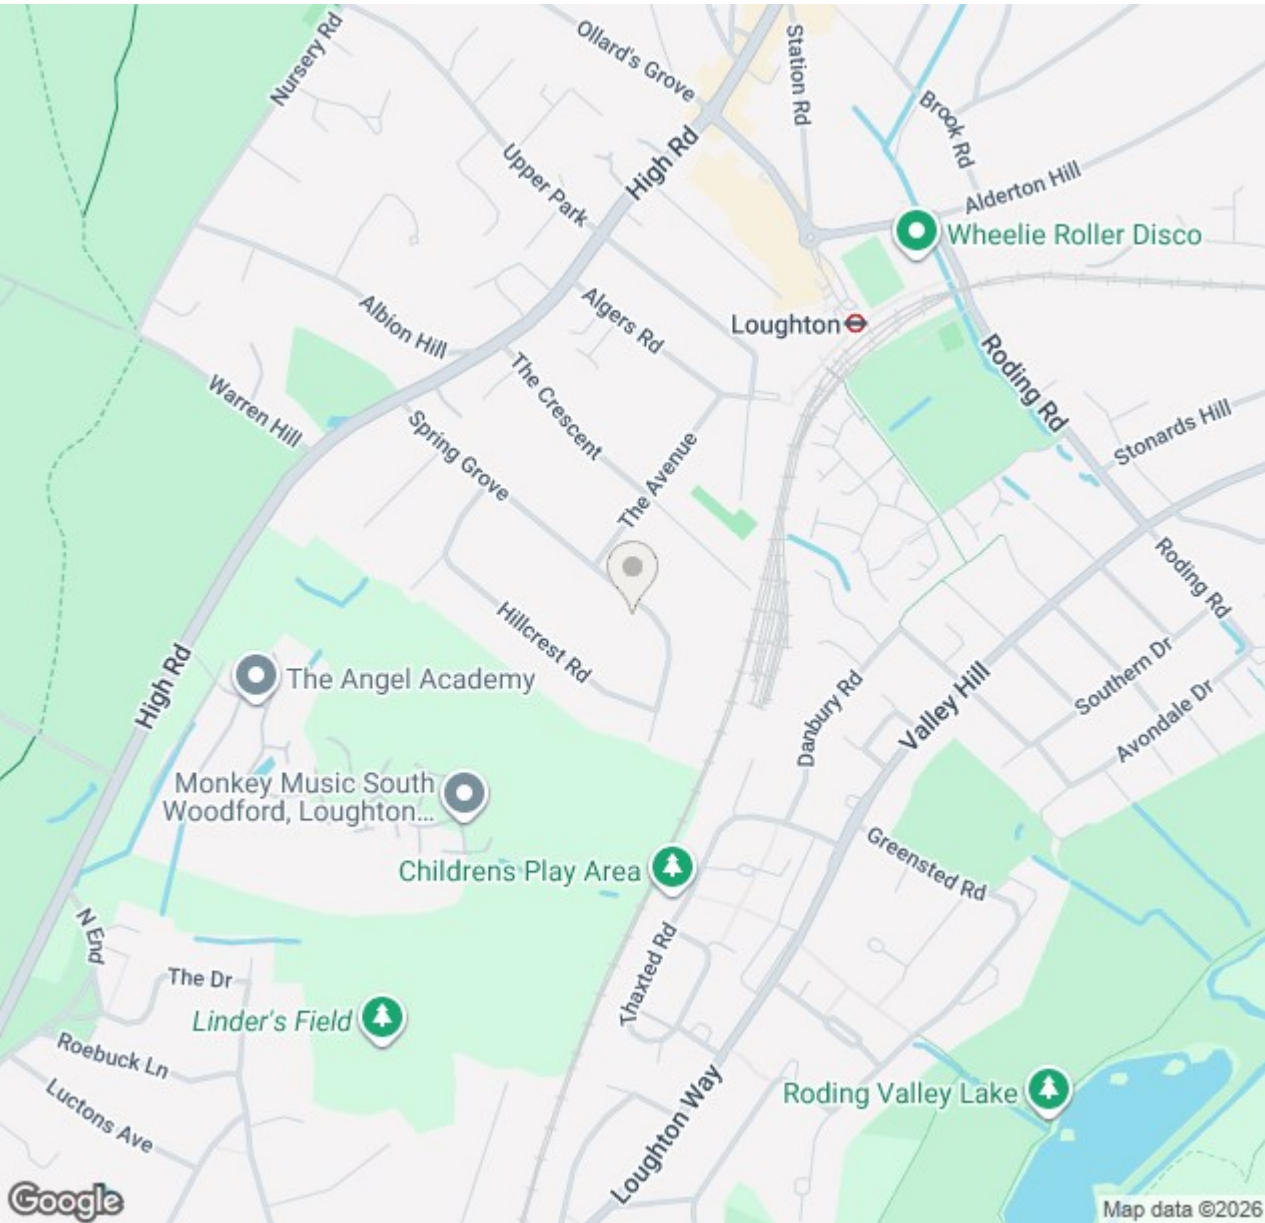 Nursery Rd
Ollard's Grove
Station Rd
Brook Rd
High Rd
Upper Park
Alderton Hill
Wheelie Roller Disco
Albion Hill
Algers Rd
Loughton
Roding Rd
Warren Hill
The Crescent
Spring Grove
The Avenue
Stonards Hill
Roding Rd
Hillcrest Rd
High Rd
The Angel Academy
Danbury Rd
Valley Hill
Southern Dr
Avondale Dr
Monkey Music South
Woodford, Loughton...
Childrens Play Area
Greensted Rd
N End
The Dr
Thaxted Rd
Linder's Field
Roebuck Ln
Luctons Ave
Roding Valley Lake
Loughton Way
Google
Map data ©2026